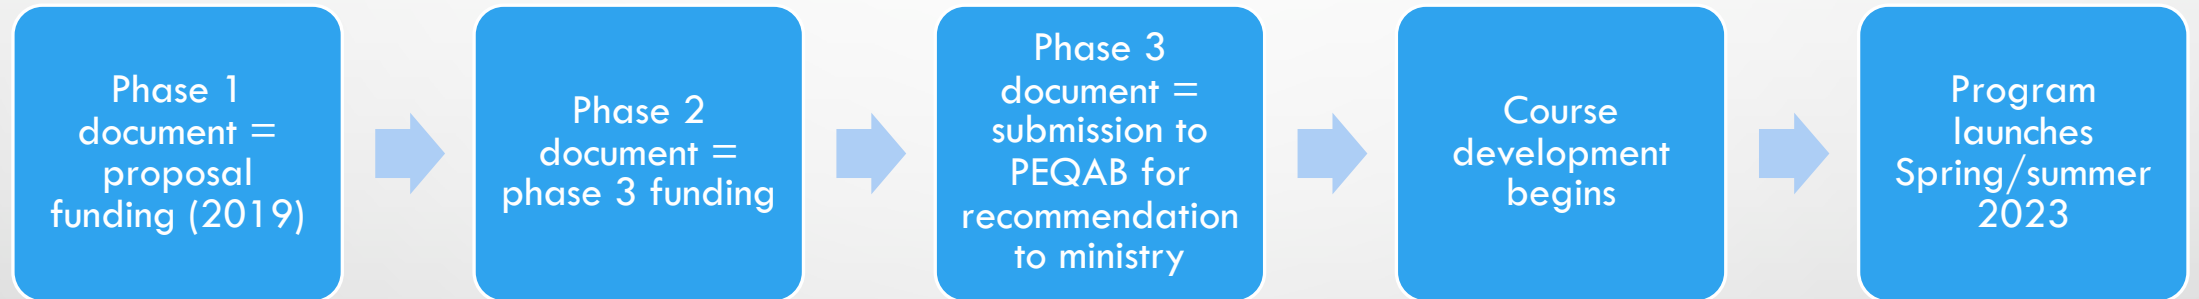 Phase 1
document =
proposal
funding (2019)
Phase 2
document =
phase 3 funding
Phase 3
document =
submission to
PEQAB for
recommendation
to ministry
Course
development
begins
Program
launches
Spring/summer
2023